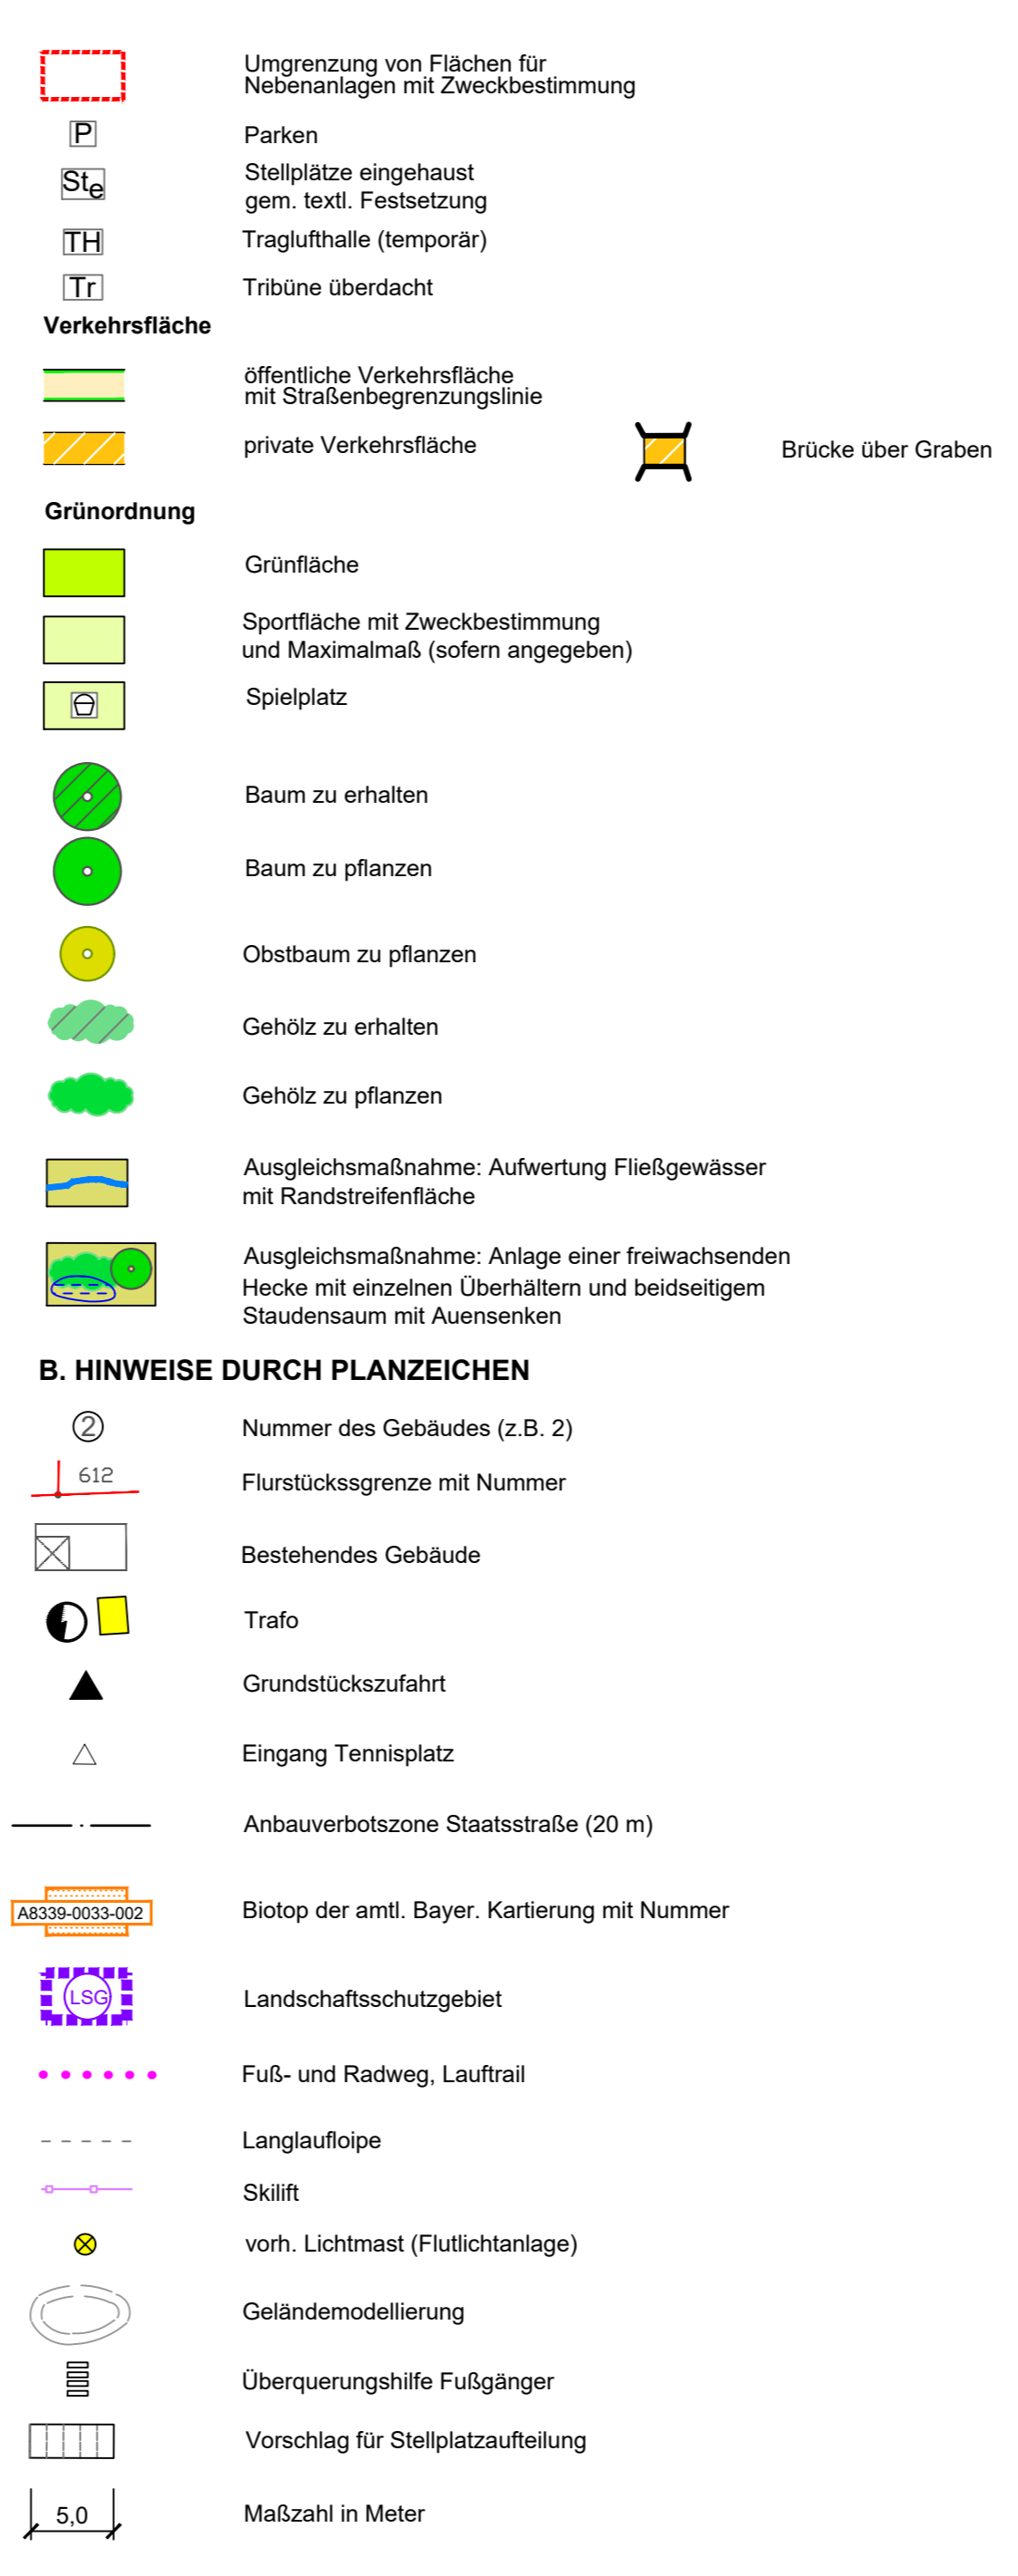 Umgrenzung von Flächen für
Nebenanlagen mit Zweckbestimmung
P Parken
Ste Stellplätze eingehaust
gem. textl. Festsetzung
TH Traglufthalle (temporär)
Tr Tribüne überdacht
Verkehrsfläche
öffentliche Verkehrsfläche
mit Straßenbegrenzungslinie
private Verkehrsfläche Brücke über Graben
Grünordnung
Grünfläche
Sportfläche mit Zweckbestimmung
und Maximalmaß (sofern angegeben)
Spielplatz
Baum zu erhalten
Baum zu pflanzen
Obstbaum zu pflanzen
Gehölz zu erhalten
Gehölz zu pflanzen
Ausgleichsmaßnahme: Aufwertung Fließgewässer
mit Randstreifenfläche
Ausgleichsmaßnahme: Anlage einer freiwachsenden
Hecke mit einzelnen Überhältern und beidseitigem
Staudensaum mit Auensenken
B. HINWEISE DURCH PLANZEICHEN
2 Nummer des Gebäudes (z.B. 2)
612 Flurstückssgrenze mit Nummer
Bestehendes Gebäude
Trafo
Grundstückszufahrt
Eingang Tennisplatz
Anbauverbotszone Staatsstraße (20 m)
A8339-0033-002 Biotop der amtl. Bayer. Kartierung mit Nummer
LSG Landschaftsschutzgebiet
Fuß- und Radweg, Lauftrail
Langlaufloipe
Skilift
vorh. Lichtmast (Flutlichtanlage)
Geländemodellierung
Überquerungshilfe Fußgänger
Vorschlag für Stellplatzaufteilung
5,0 Maßzahl in Meter